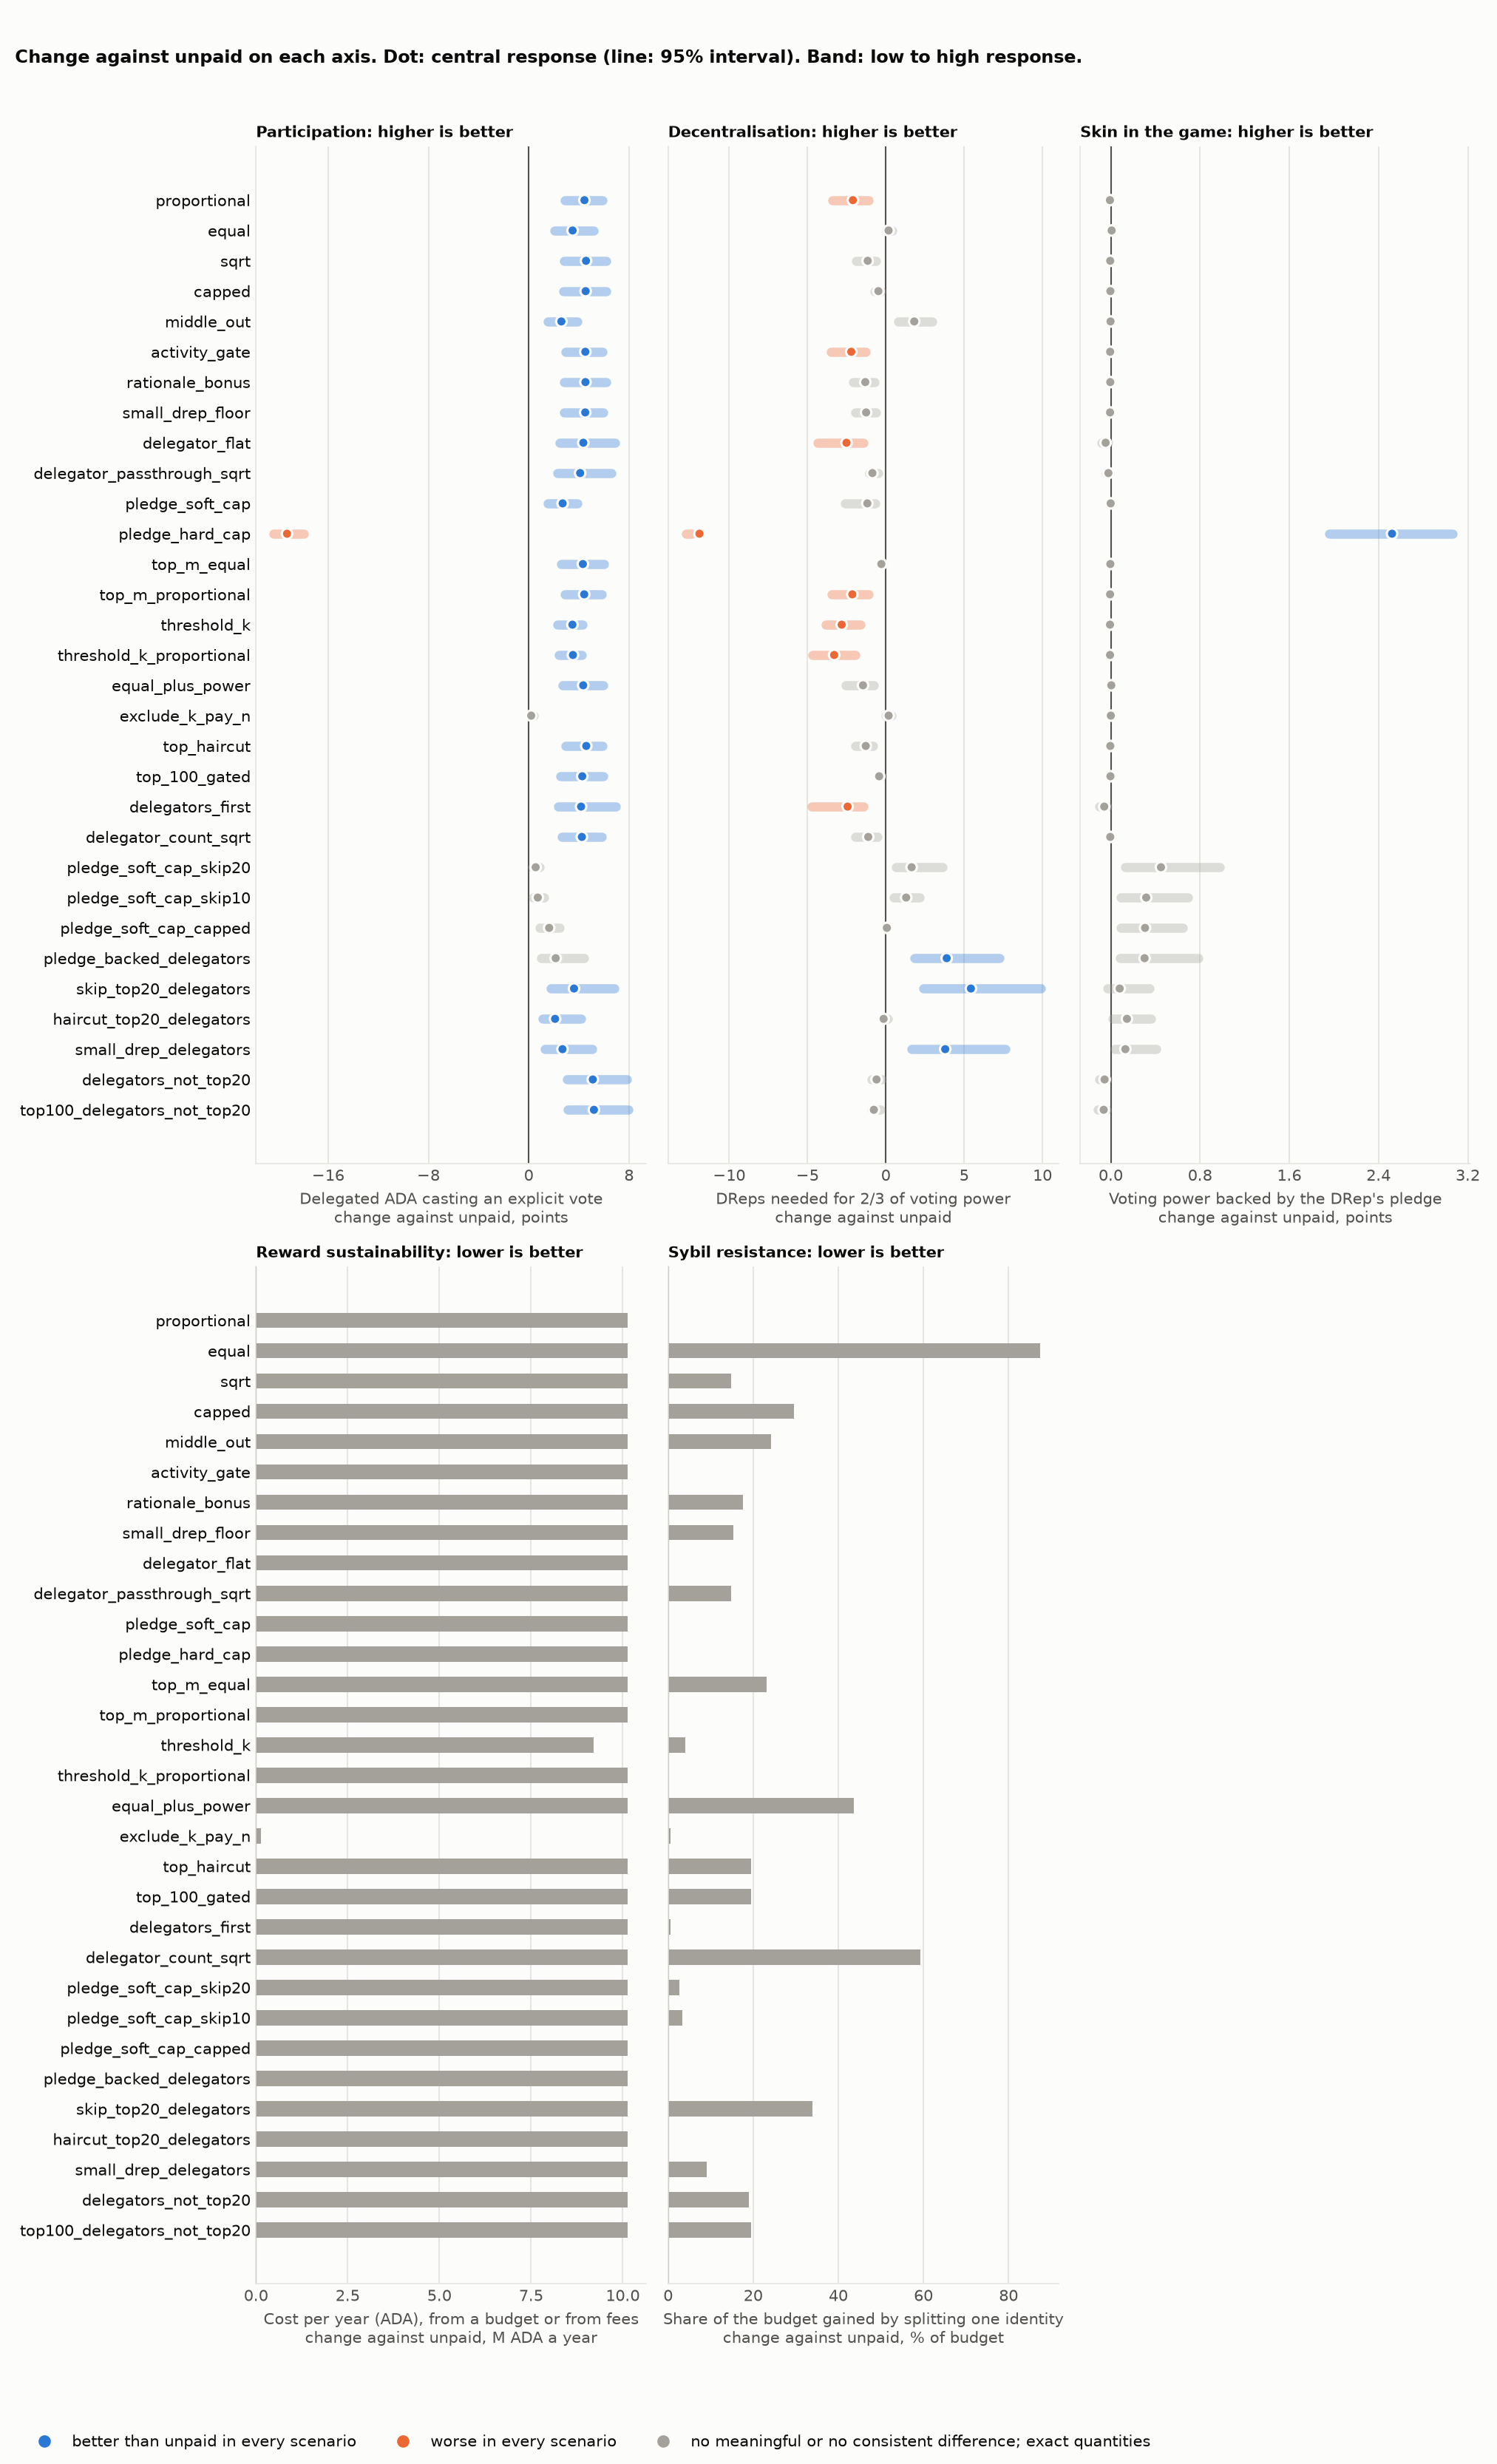 Change against unpaid on each axis. Dot: central response (line: 95% interval). Band: low to high response.
Participation: higher is better
Decentralisation: higher is better
Skin in the game: higher is better
proportional
equal
sqrt
capped
middle_out
activity_gate
rationale_bonus
small_drep_floor
delegator_flat
delegator_passthrough_sqrt
pledge_soft_cap
pledge_hard_cap
top_m_equal
top_m_proportional
threshold_k
threshold_k_proportional
equal_plus_power
exclude_k_pay_n
top_haircut
top_100_gated
delegators_first
delegator_count_sqrt
pledge_soft_cap_skip20
pledge_soft_cap_skip10
pledge_soft_cap_capped
pledge_backed_delegators
skip_top20_delegators
haircut_top20_delegators
small_drep_delegators
delegators_not_top20
top100_delegators_not_top20
−16 −8 0 8
Delegated ADA casting an explicit vote
change against unpaid, points
−10 −5 0 5 10
DReps needed for 2/3 of voting power
change against unpaid
0.0 0.8 1.6 2.4 3.2
Voting power backed by the DRep's pledge
change against unpaid, points
Reward sustainability: lower is better
Sybil resistance: lower is better
proportional
equal
sqrt
capped
middle_out
activity_gate
rationale_bonus
small_drep_floor
delegator_flat
delegator_passthrough_sqrt
pledge_soft_cap
pledge_hard_cap
top_m_equal
top_m_proportional
threshold_k
threshold_k_proportional
equal_plus_power
exclude_k_pay_n
top_haircut
top_100_gated
delegators_first
delegator_count_sqrt
pledge_soft_cap_skip20
pledge_soft_cap_skip10
pledge_soft_cap_capped
pledge_backed_delegators
skip_top20_delegators
haircut_top20_delegators
small_drep_delegators
delegators_not_top20
top100_delegators_not_top20
0.0 2.5 5.0 7.5 10.0
Cost per year (ADA), from a budget or from fees
change against unpaid, M ADA a year
0 20 40 60 80
Share of the budget gained by splitting one identity
change against unpaid, % of budget
better than unpaid in every scenario
worse in every scenario
no meaningful or no consistent difference; exact quantities